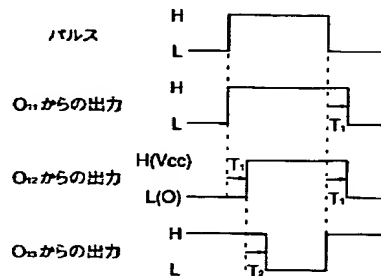 パルス H
L
O₁₁からの出力 H
L T₁
O₁₂からの出力 H(Vcc) T₁
L(O) T₁
O₁₃からの出力 H
L T₂